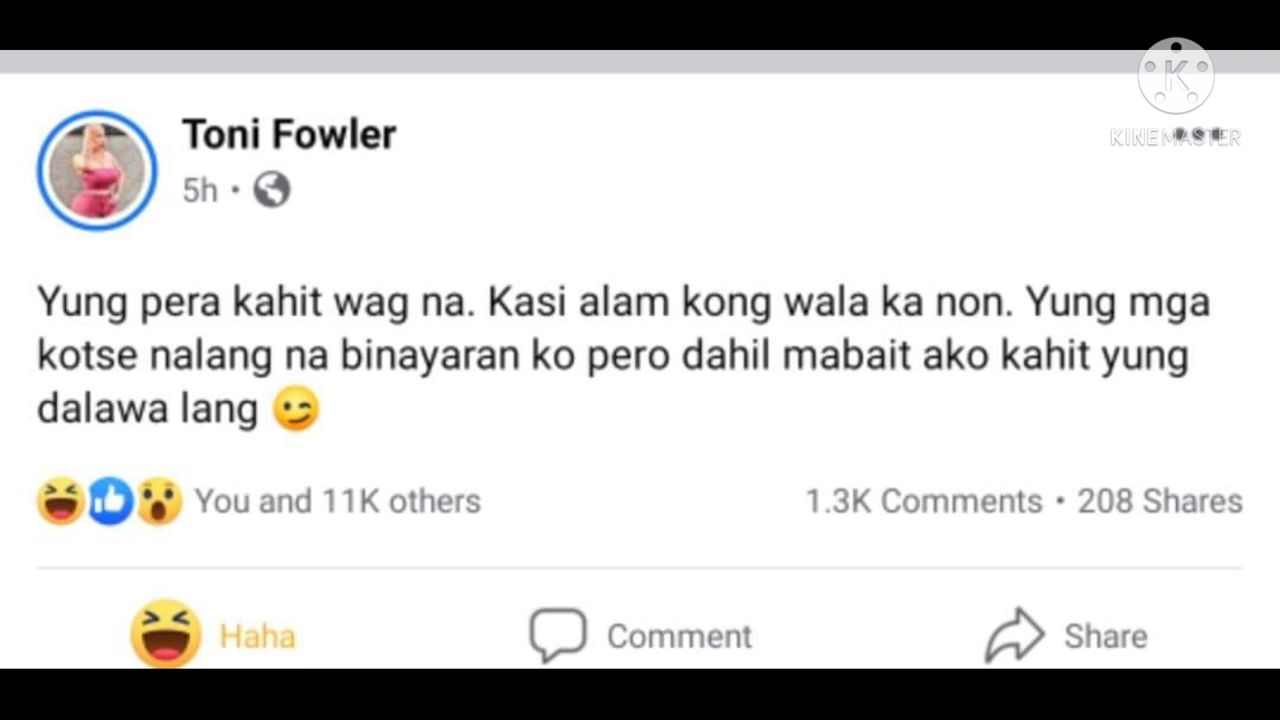 KINEMASTER
Toni Fowler
5h
Yung pera kahit wag na. Kasi alam kong wala ka non. Yung mga
kotse nalang na binayaran ko pero dahil mabait ako kahit yung
dalawa lang 😉
You and 11K others
1.3K Comments • 208 Shares
Haha
Comment
Share